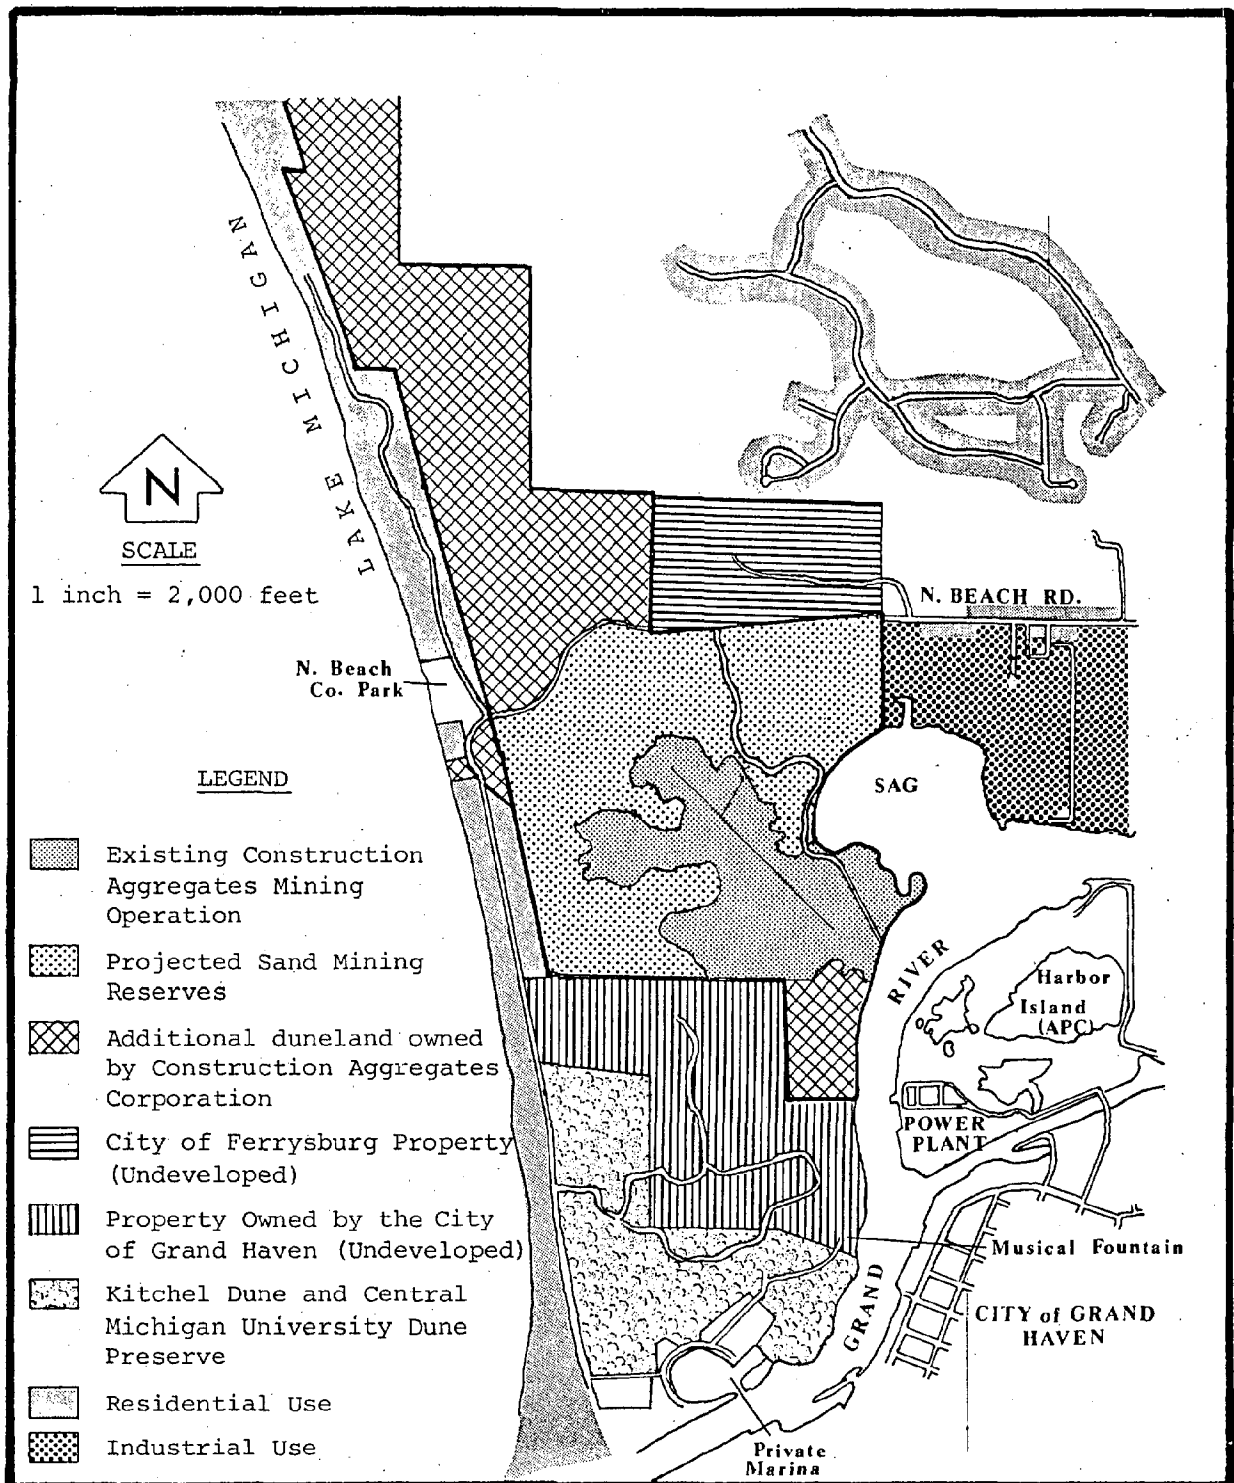 LAKE MICHIGAN
N
SCALE
1 inch = 2,000 feet
N. BEACH RD.
N. Beach
Co. Park
SAG
LEGEND
Existing Construction
Aggregates Mining
Operation
Projected Sand Mining
Reserves
Additional duneland owned
by Construction Aggregates
Corporation
City of Ferrysburg Property
(Undeveloped)
Property Owned by the City
of Grand Haven (Undeveloped)
Kitchel Dune and Central
Michigan University Dune
Preserve
Residential Use
Industrial Use
RIVER
Harbor
Island
(APC)
POWER
PLANT
Musical Fountain
GRAND
CITY of GRAND
HAVEN
Private
Marina